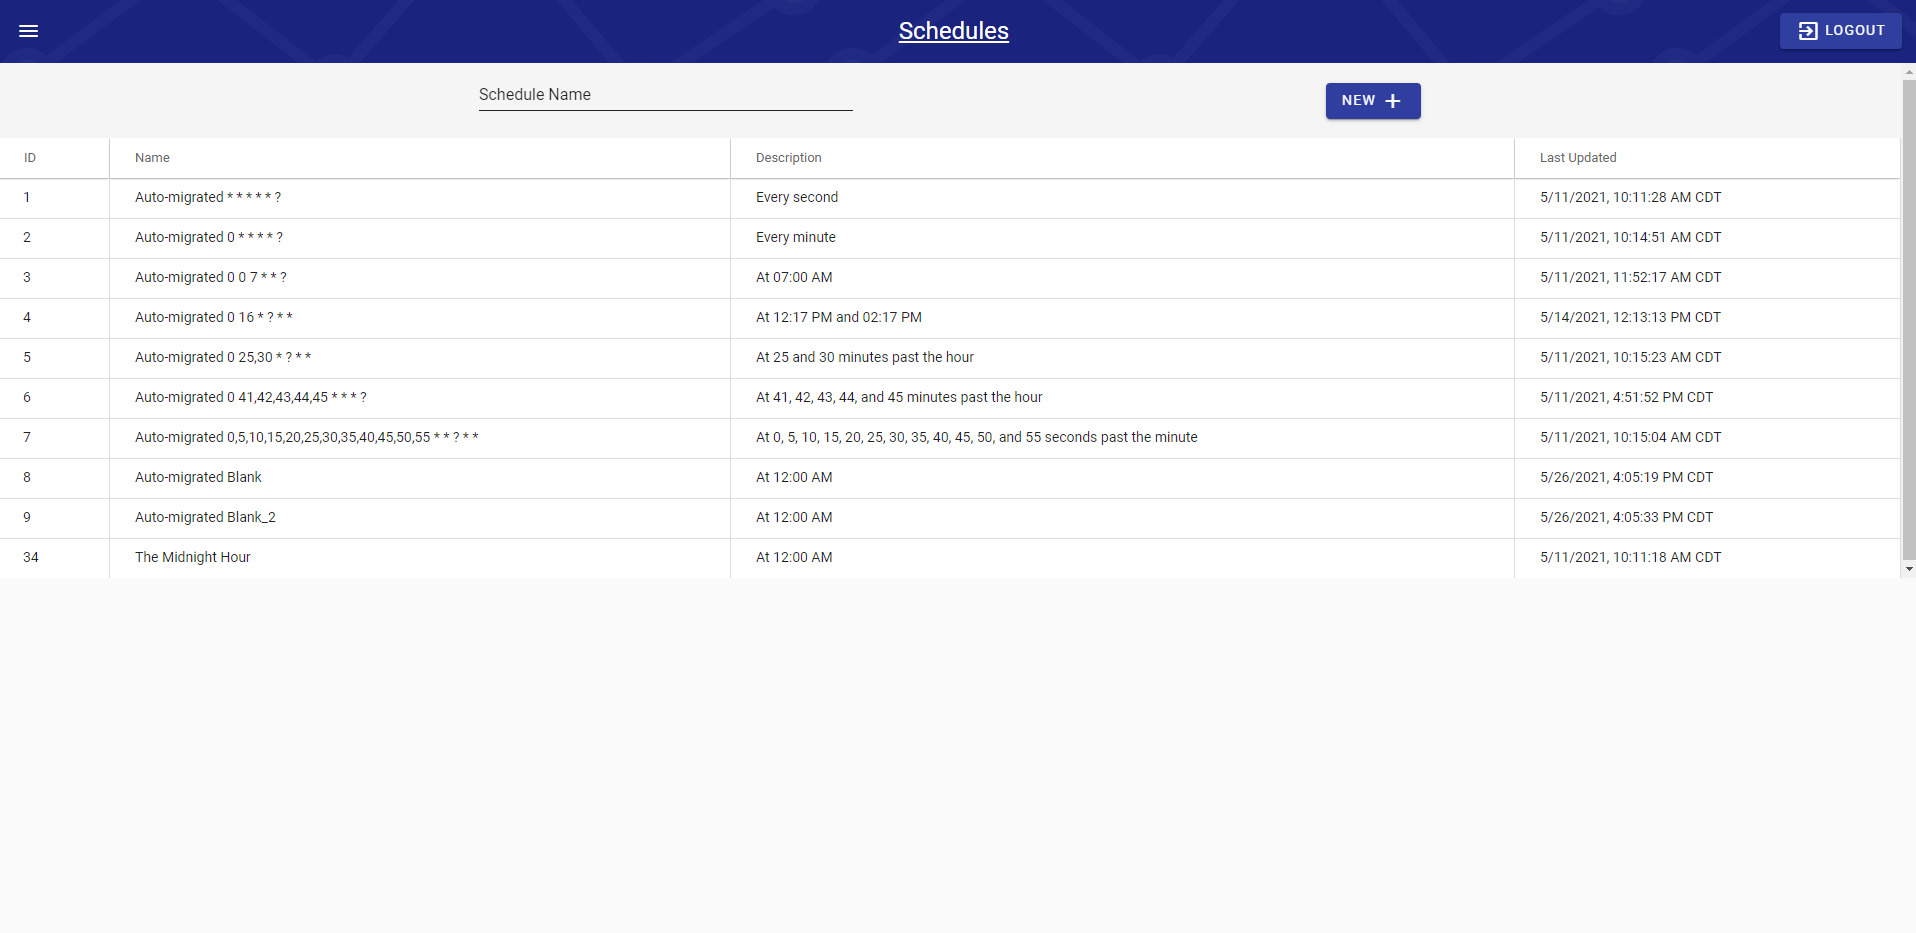 Schedules
LOGOUT
Schedule Name
NEW
ID Name Description Last Updated
1 Auto-migrated * * * * * ? Every second 5/11/2021, 10:11:28 AM CDT
2 Auto-migrated 0 * * * * ? Every minute 5/11/2021, 10:14:51 AM CDT
3 Auto-migrated 0 0 7 * * ? At 07:00 AM 5/11/2021, 11:52:17 AM CDT
4 Auto-migrated 0 16 * ? * * At 12:17 PM and 02:17 PM 5/14/2021, 12:13:13 PM CDT
5 Auto-migrated 0 25,30 * ? * * At 25 and 30 minutes past the hour 5/11/2021, 10:15:23 AM CDT
6 Auto-migrated 0 41,42,43,44,45 * * * ? At 41, 42, 43, 44, and 45 minutes past the hour 5/11/2021, 4:51:52 PM CDT
7 Auto-migrated 0,5,10,15,20,25,30,35,40,45,50,55 * * ? * * At 0, 5, 10, 15, 20, 25, 30, 35, 40, 45, 50, and 55 seconds past the minute 5/11/2021, 10:15:04 AM CDT
8 Auto-migrated Blank At 12:00 AM 5/26/2021, 4:05:19 PM CDT
9 Auto-migrated Blank_2 At 12:00 AM 5/26/2021, 4:05:33 PM CDT
34 The Midnight Hour At 12:00 AM 5/11/2021, 10:11:18 AM CDT